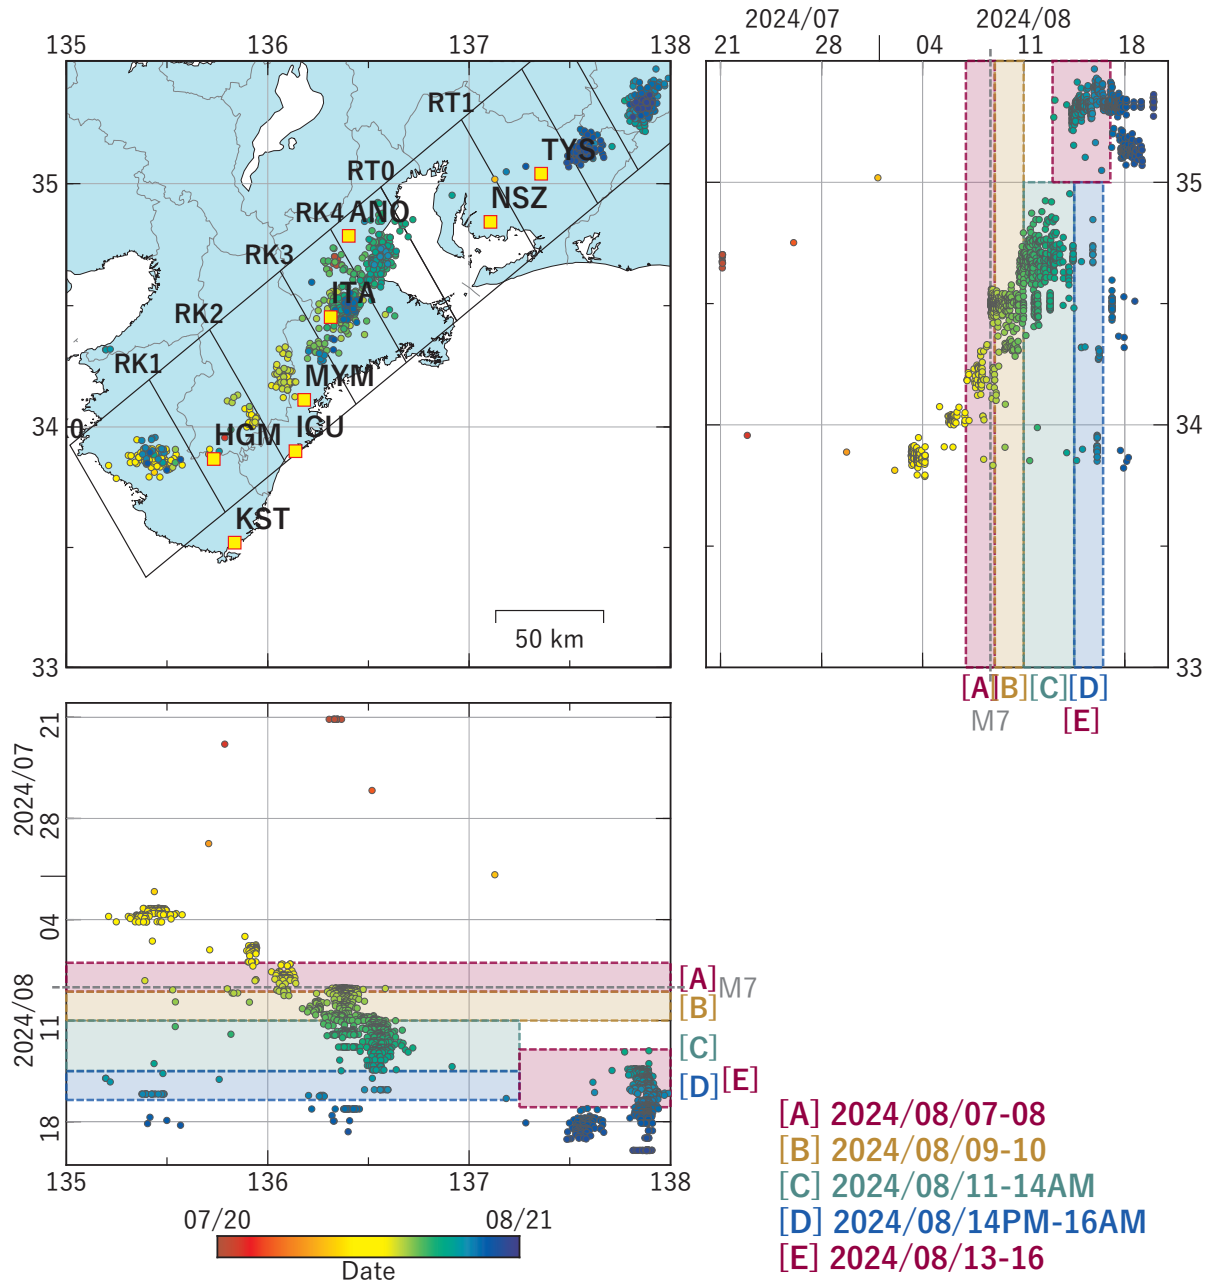 2024/07 2024/08
135 136 137 138
21 28 04 11 18
RT1
TYS
RT0
NSZ
RK4 ANO
35
35
RK3
ITA
RK2
RK1
MYM
34
0
HGM
ICU
34
KST
50 km
33
33
[A] [B] [C] [D]
M7
[E]
2024/07
2024/08
21
28
04
11
18
[A] M7
[B]
[C]
[D] [E]
135 136 137 138
[A] 2024/08/07-08
[B] 2024/08/09-10
[C] 2024/08/11-14AM
[D] 2024/08/14PM-16AM
[E] 2024/08/13-16
07/20 08/21
Date